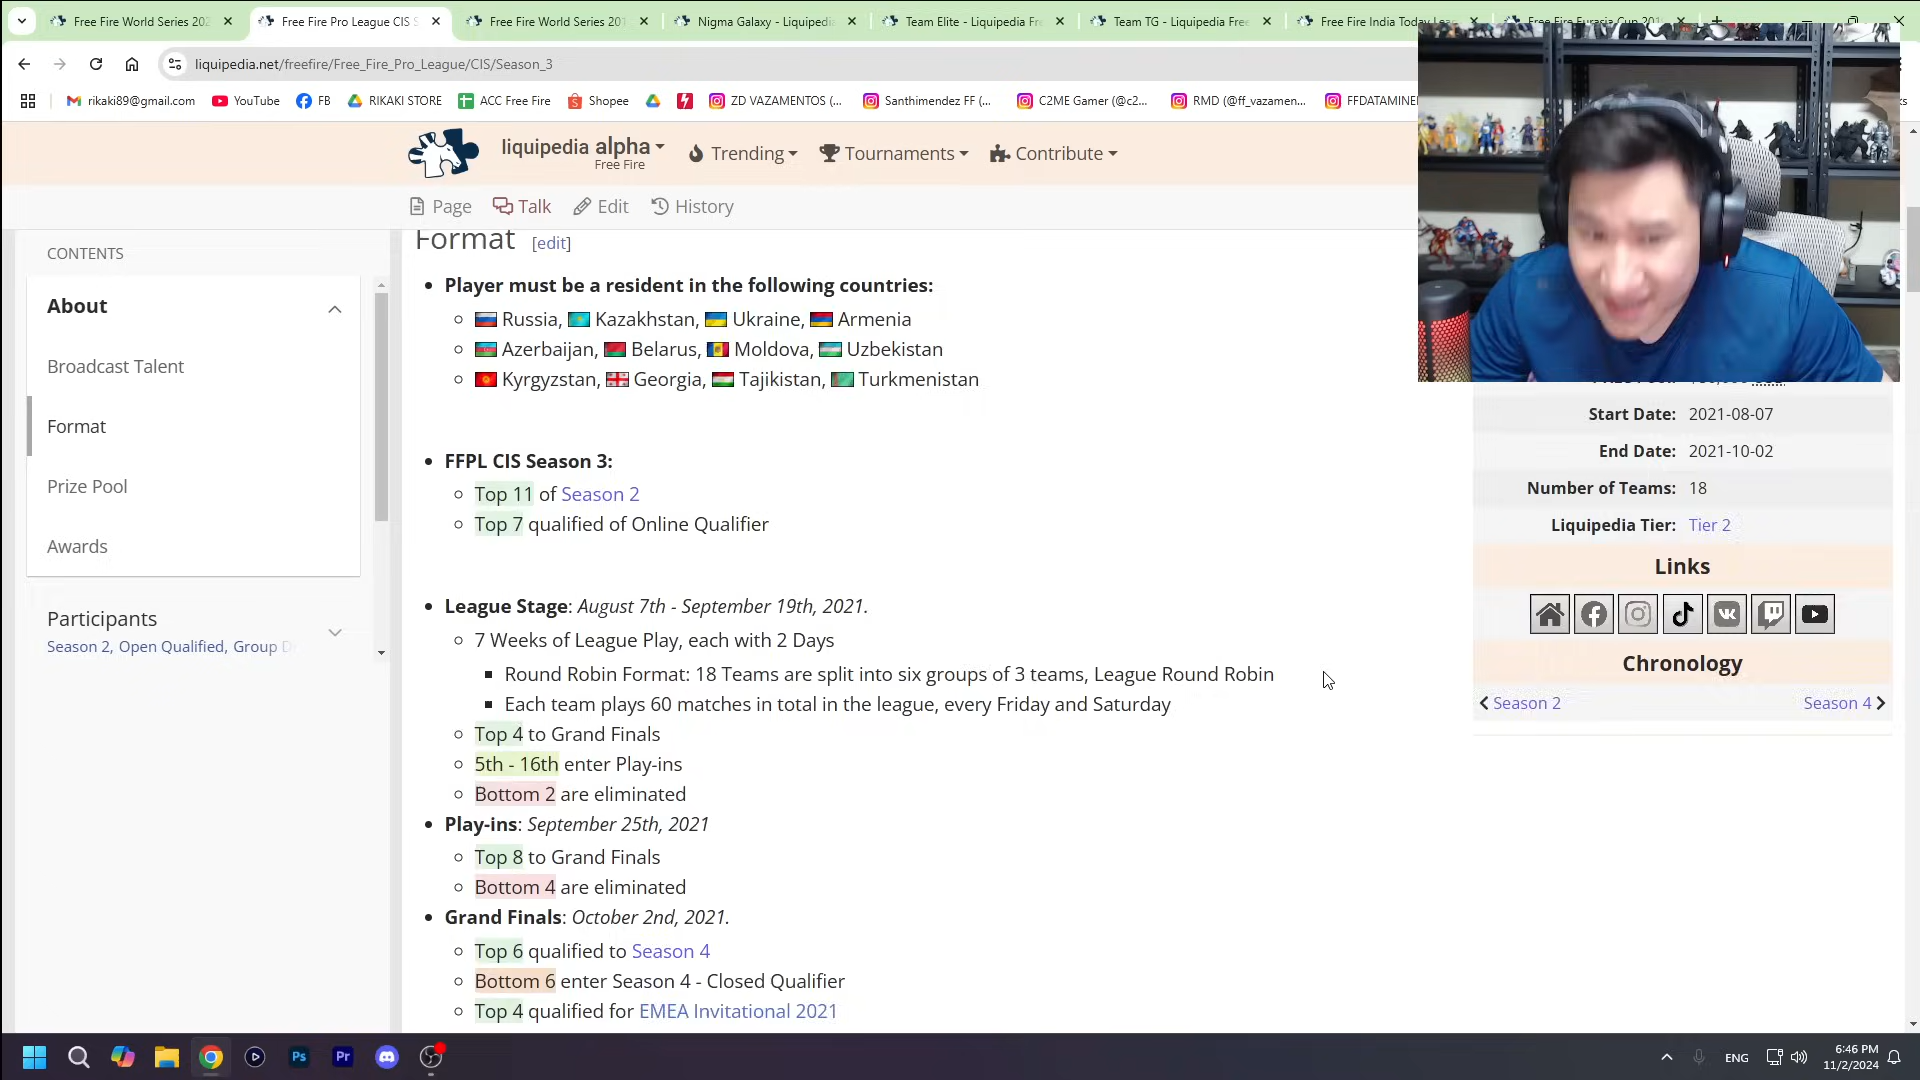 Free Fire World Series 202
Free Fire Pro League CIS S
Free Fire World Series 201
Nigma Galaxy - Liquipedi
Team Elite - Liquipedia Fr
Team TG - Liquipedia Free
Free Fire India Today Lea
Free Fire Eurasia Cup 201
liquipedia.net/freefire/Free_Fire_Pro_League/CIS/Season_3
rikaki89@gmail.com
YouTube
FB
RIKAKI STORE
ACC Free Fire
Shopee
ZD VAZAMENTOS (...
Santhimendez FF (...
C2ME Gamer (@c2...
RMD (@ff_vazamen...
FFDATAMINE
liquipedia alpha
Free Fire
Trending
Tournaments
Contribute
Page
Talk
Edit
History
CONTENTS
About
Broadcast Talent
Format
Prize Pool
Awards
Participants
Season 2, Open Qualified, Group D
Format [edit]
Player must be a resident in the following countries:
Russia, Kazakhstan, Ukraine, Armenia
Azerbaijan, Belarus, Moldova, Uzbekistan
Kyrgyzstan, Georgia, Tajikistan, Turkmenistan
FFPL CIS Season 3:
Top 11 of Season 2
Top 7 qualified of Online Qualifier
League Stage: August 7th - September 19th, 2021.
7 Weeks of League Play, each with 2 Days
Round Robin Format: 18 Teams are split into six groups of 3 teams, League Round Robin
Each team plays 60 matches in total in the league, every Friday and Saturday
Top 4 to Grand Finals
5th - 16th enter Play-ins
Bottom 2 are eliminated
Play-ins: September 25th, 2021
Top 8 to Grand Finals
Bottom 4 are eliminated
Grand Finals: October 2nd, 2021.
Top 6 qualified to Season 4
Bottom 6 enter Season 4 - Closed Qualifier
Top 4 qualified for EMEA Invitational 2021
Start Date: 2021-08-07
End Date: 2021-10-02
Number of Teams: 18
Liquipedia Tier: Tier 2
Links
Chronology
Season 2
Season 4
ENG
6:46 PM
11/2/2024